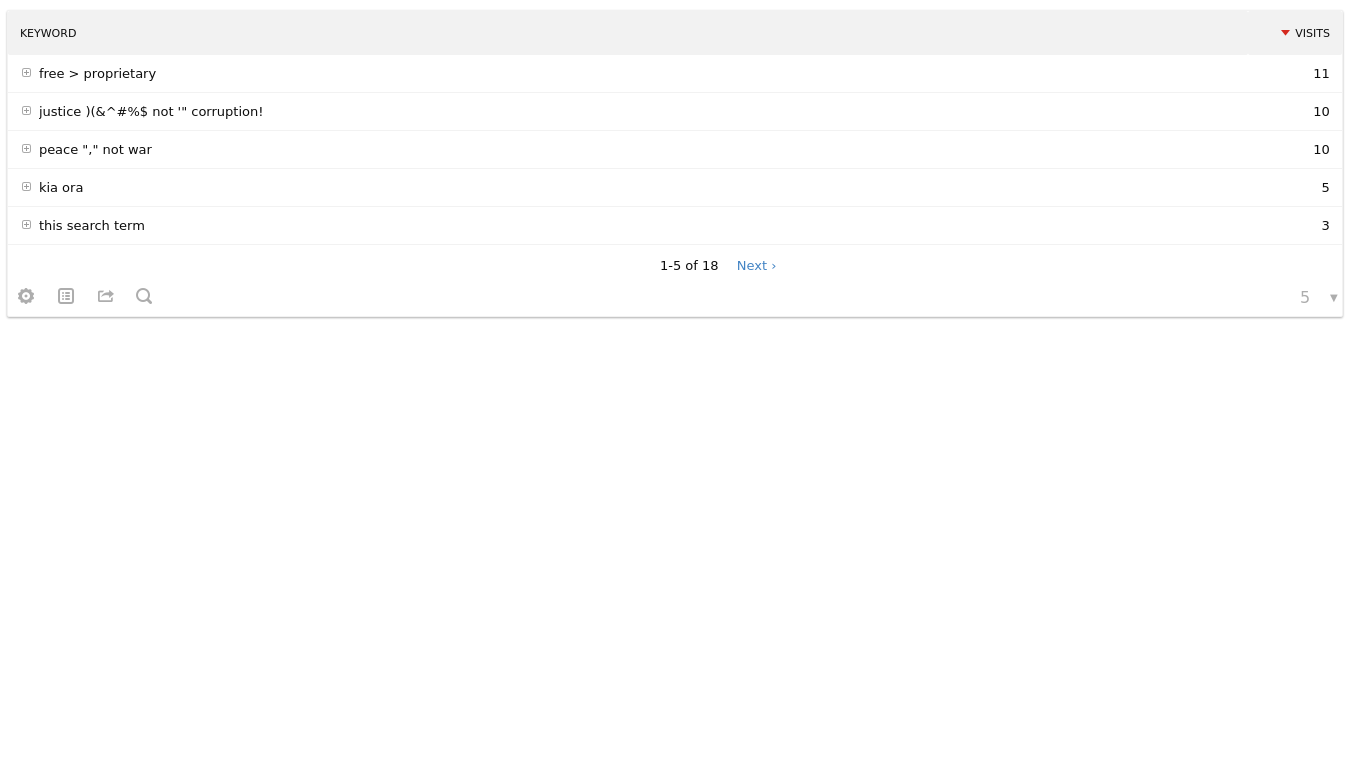 KEYWORD VISITS
free > proprietary 11
justice )(&^#%$ not '" corruption! 10
peace "," not war 10
kia ora 5
this search term 3
1-5 of 18 Next ›
5